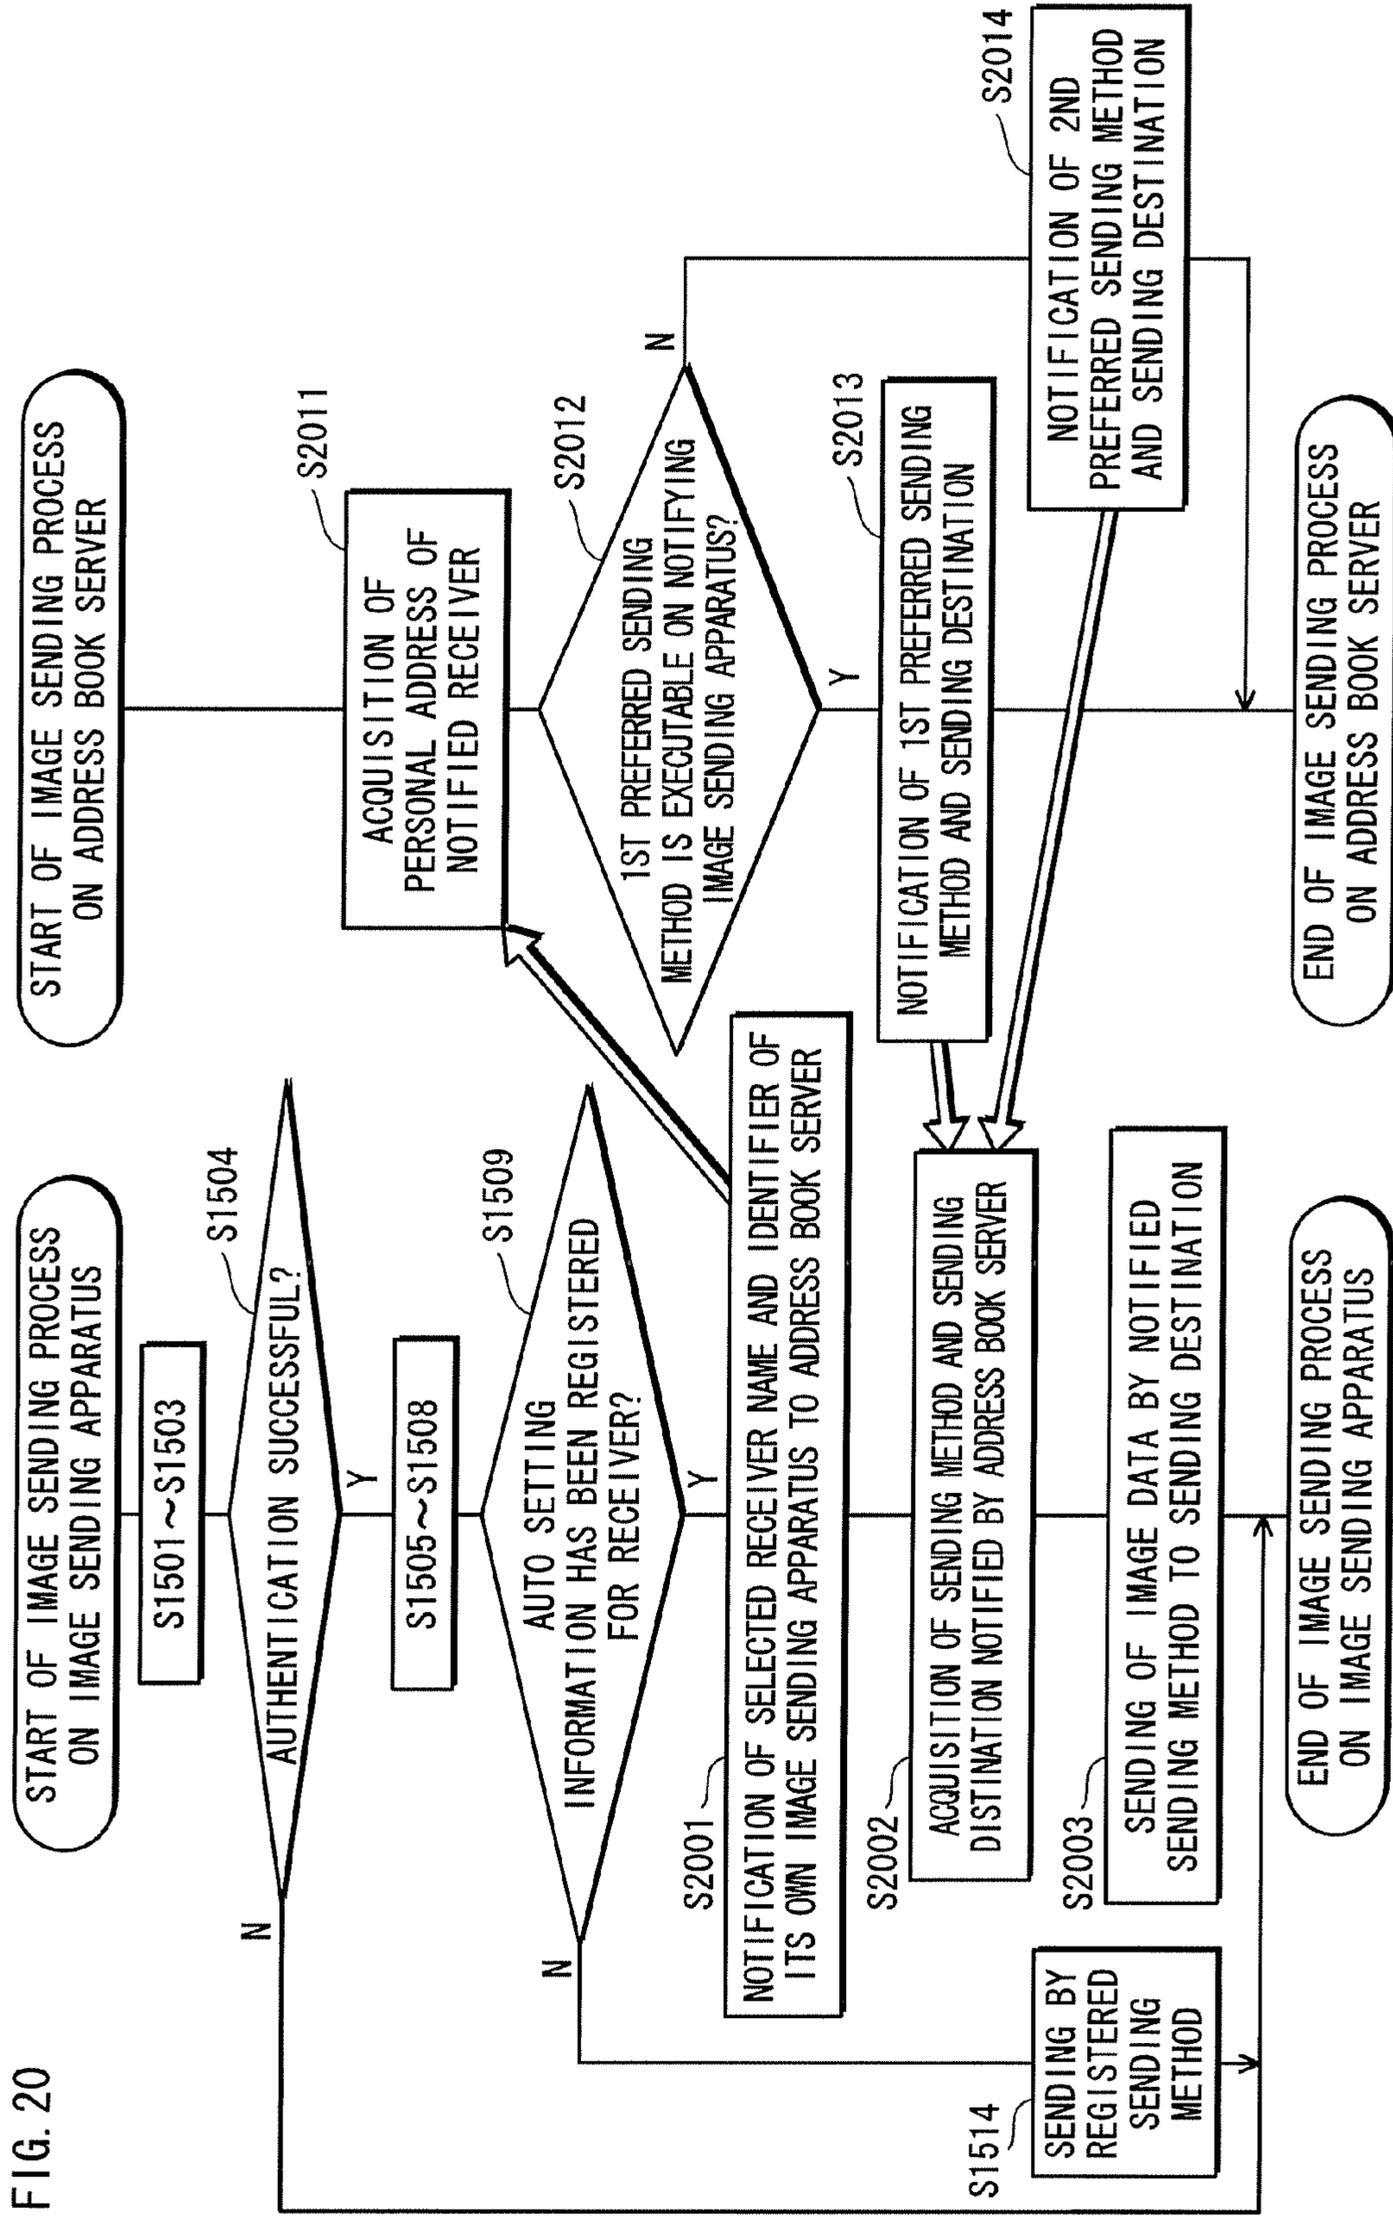 FIG. 20
START OF IMAGE SENDING PROCESS
ON IMAGE SENDING APPARATUS
S1501~S1503
S1504
AUTHENTICATION SUCCESSFUL?
N
Y
S1505~S1508
S1509
AUTO SETTING
INFORMATION HAS BEEN REGISTERED
FOR RECEIVER?
N
Y
S2001
NOTIFICATION OF SELECTED RECEIVER NAME AND IDENTIFIER OF
ITS OWN IMAGE SENDING APPARATUS TO ADDRESS BOOK SERVER
S2002
ACQUISITION OF SENDING METHOD AND SENDING
DISTINATION NOTIFIED BY ADDRESS BOOK SERVER
S2003
SENDING OF IMAGE DATA BY NOTIFIED
SENDING METHOD TO SENDING DESTINATION
S1514
SENDING BY
REGISTERED
SENDING
METHOD
END OF IMAGE SENDING PROCESS
ON IMAGE SENDING APPARATUS
START OF IMAGE SENDING PROCESS
ON ADDRESS BOOK SERVER
S2011
ACQUISITION OF
PERSONAL ADDRESS OF
NOTIFIED RECEIVER
S2012
1ST PREFERRED SENDING
METHOD IS EXECUTABLE ON NOTIFYING
IMAGE SENDING APPARATUS?
N
Y
S2013
NOTIFICATION OF 1ST PREFERRED SENDING
METHOD AND SENDING DESTINATION
S2014
NOTIFICATION OF 2ND
PREFERRED SENDING METHOD
AND SENDING DESTINATION
END OF IMAGE SENDING PROCESS
ON ADDRESS BOOK SERVER